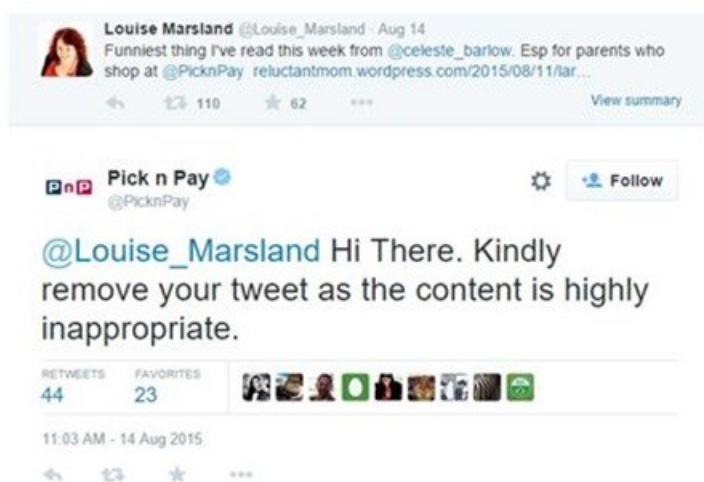 Louise Marsland @Louise_Marsland · Aug 14
Funniest thing I've read this week from @celeste_barlow. Esp for parents who
shop at @PicknPay reluctantmom.wordpress.com/2015/08/11/lar...
110 62 View summary
PnP
Pick n Pay
@PicknPay
Follow
@Louise_Marsland Hi There. Kindly
remove your tweet as the content is highly
inappropriate.
RETWEETS FAVORITES
44 23
11:03 AM - 14 Aug 2015